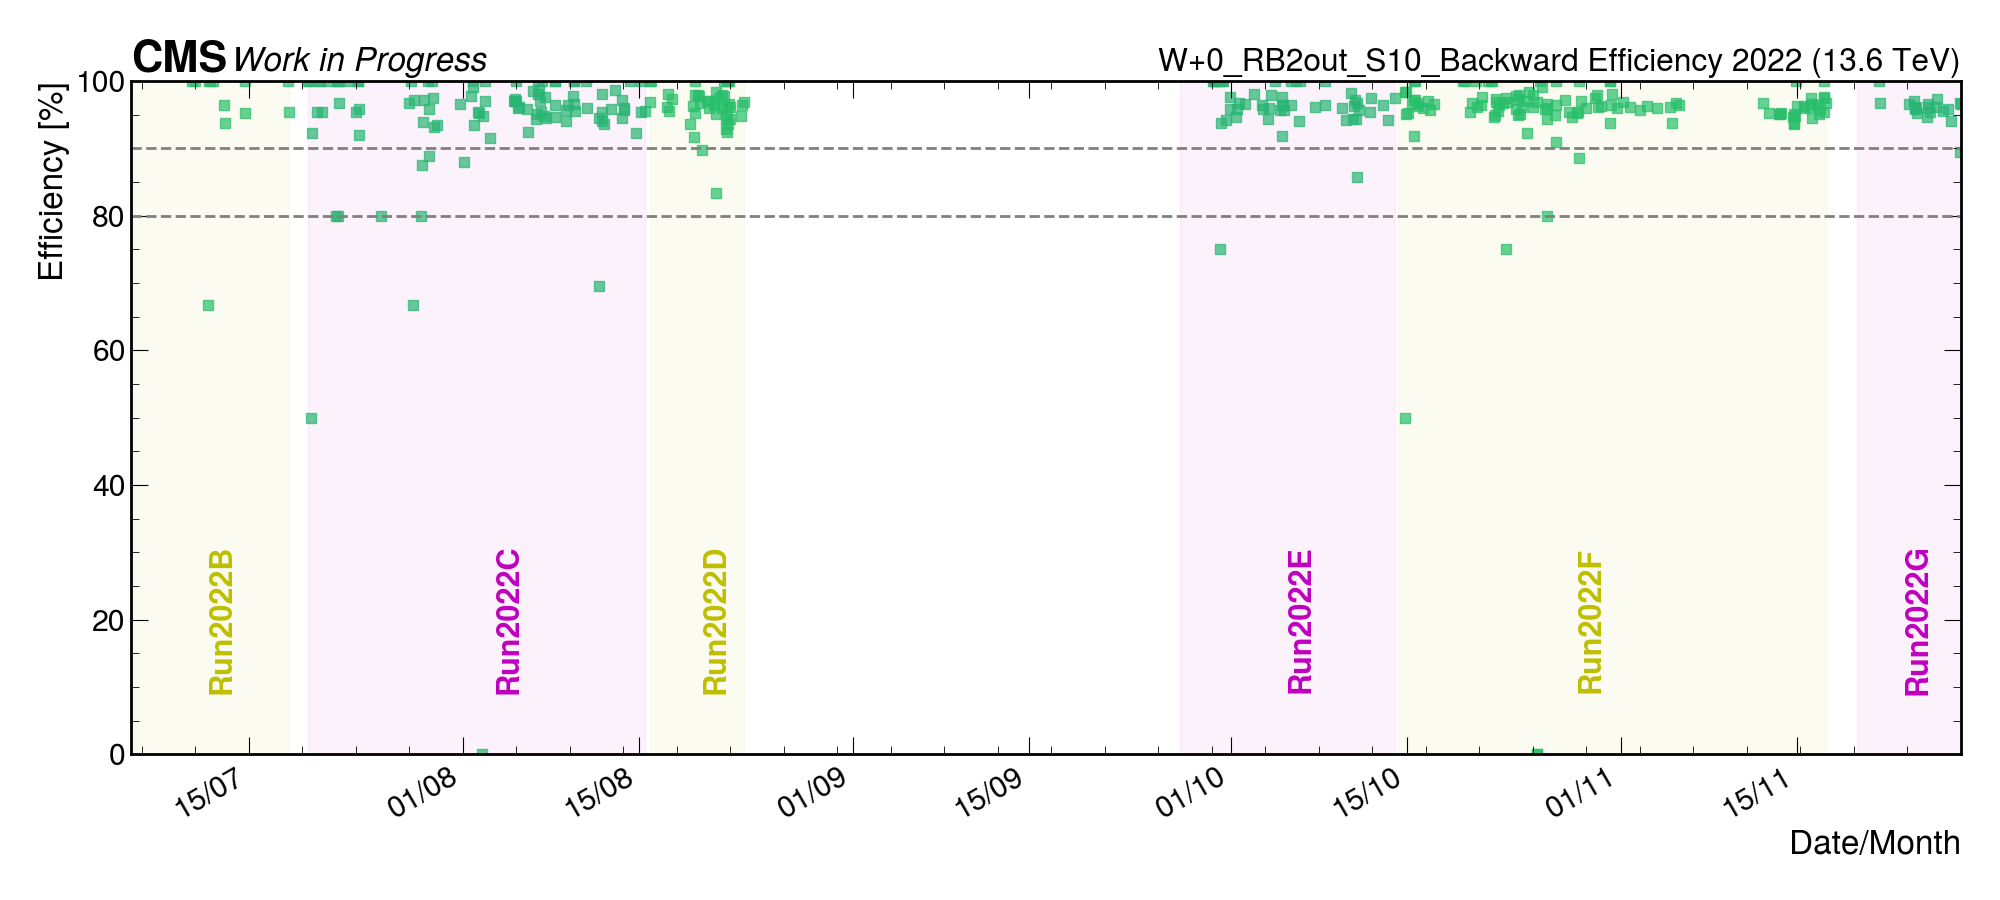 CMS Work in Progress
W+0_RB2out_S10_Backward Efficiency 2022 (13.6 TeV)
Efficiency [%]
100
80
60
40
20
0
Run2022B
Run2022C
Run2022D
Run2022E
Run2022F
Run2022G
15/07
01/08
15/08
01/09
15/09
01/10
15/10
01/11
15/11
Date/Month